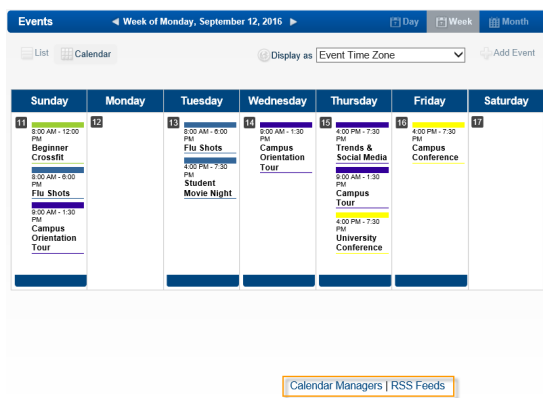 Events
◀ Week of Monday, September 12, 2016 ▶
Day
Week
Month
List
Calendar
Display as
Event Time Zone
Add Event
Sunday
Monday
Tuesday
Wednesday
Thursday
Friday
Saturday
11
8:00 AM - 12:00
PM
Beginner
Crossfit
8:00 AM - 6:00
PM
Flu Shots
9:00 AM - 1:30
PM
Campus
Orientation
Tour
12
13
8:00 AM - 6:00
PM
Flu Shots
4:00 PM - 7:30
PM
Student
Movie Night
14
9:00 AM - 1:30
PM
Campus
Orientation
Tour
15
4:00 PM - 7:30
PM
Trends &
Social Media
9:00 AM - 1:30
PM
Campus
Tour
4:00 PM - 7:30
PM
University
Conference
16
4:00 PM - 7:30
PM
Campus
Conference
17
Calendar Managers | RSS Feeds